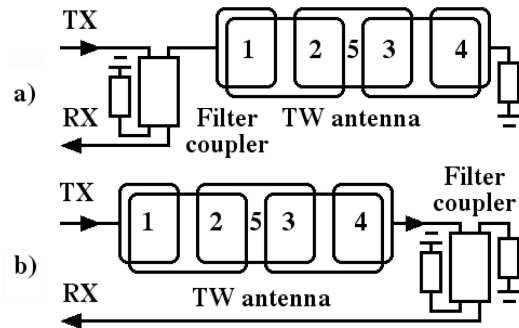 TX
1 2 5 3 4
a)
RX
Filter coupler
TW antenna
TX
Filter coupler
1 2 5 3 4
b)
RX
TW antenna